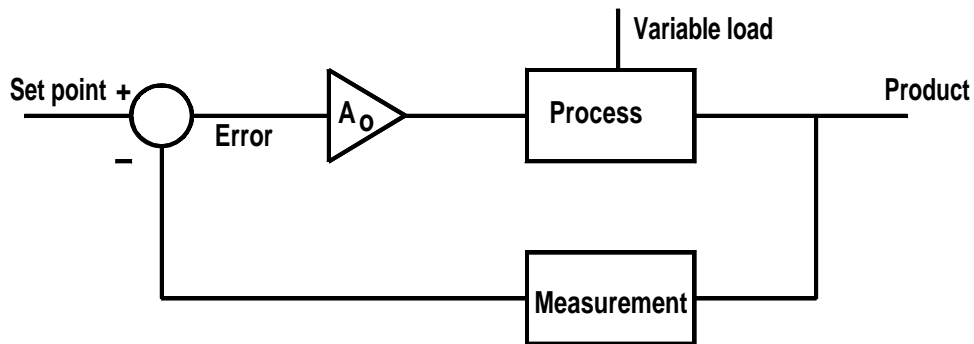 Variable load
Set point +
Product
Process
A o
Error
–
Measurement